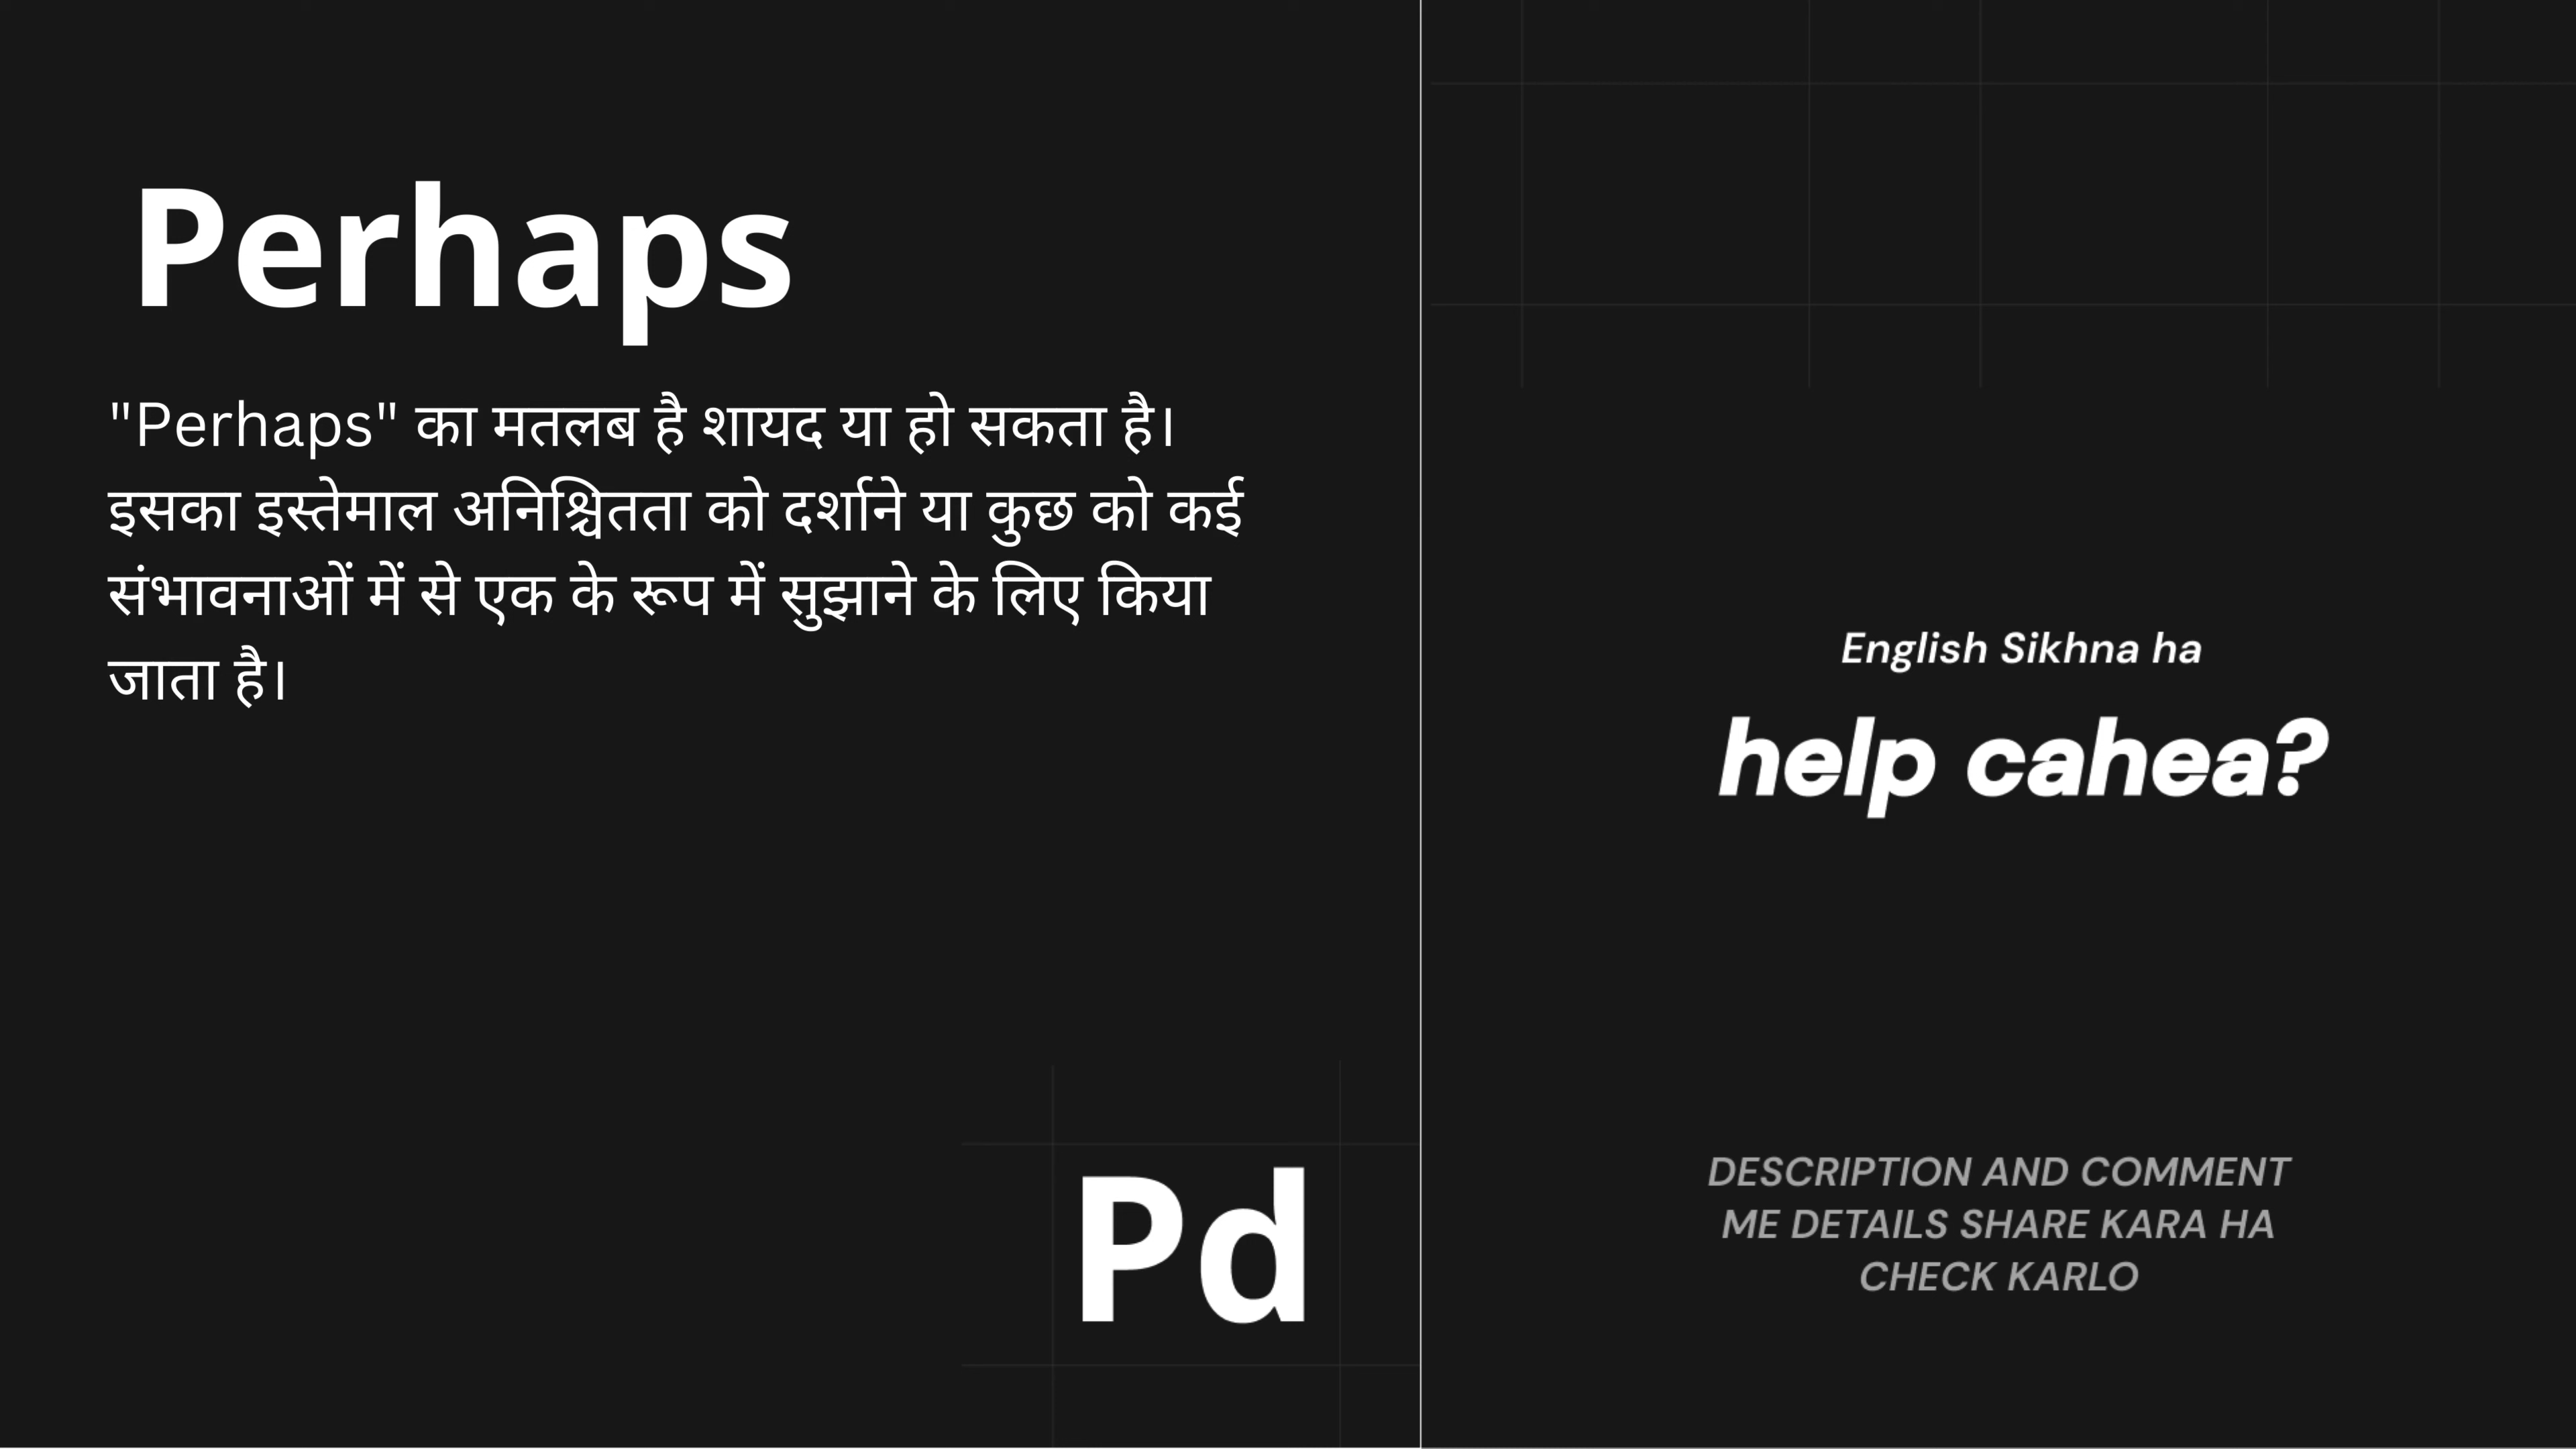 Perhaps
"Perhaps" का मतलब है शायद या हो सकता है।
इसका इस्तेमाल अनिश्चितता को दर्शाने या कुछ को कई
संभावनाओं में से एक के रूप में सुझाने के लिए किया
जाता है।
Pd
English Sikhna ha
help cahea?
DESCRIPTION AND COMMENT
ME DETAILS SHARE KARA HA
CHECK KARLO